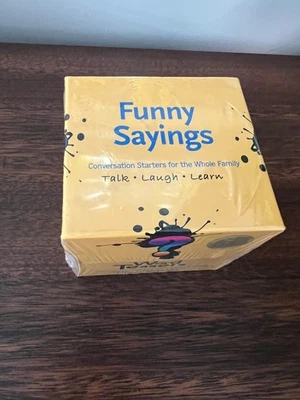 Funny
Sayings
Conversation Starters for the Whole Family
Talk • Laugh • Learn